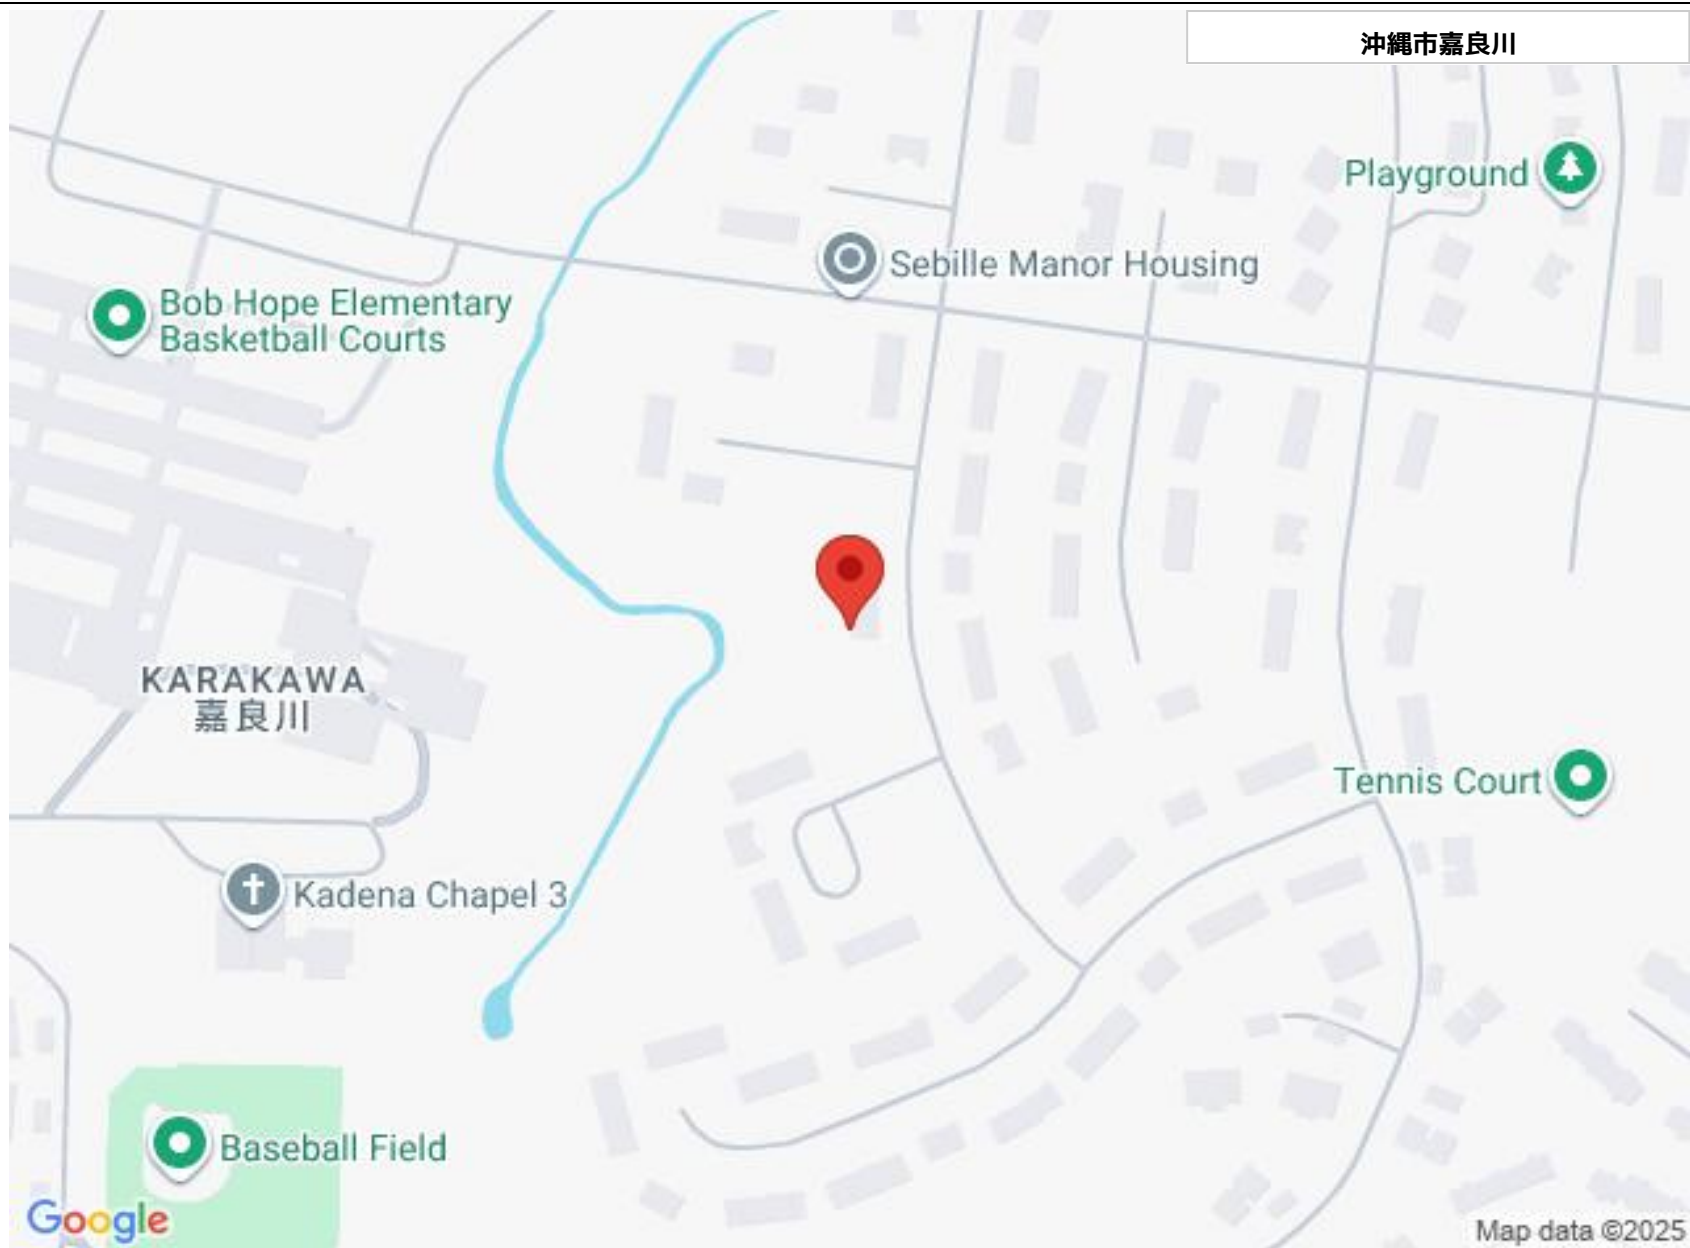 沖縄市嘉良川
Playground
Sebille Manor Housing
Bob Hope Elementary
Basketball Courts
KARAKAWA
嘉良川
Tennis Court
Kadena Chapel 3
Baseball Field
Google
Map data ©2025